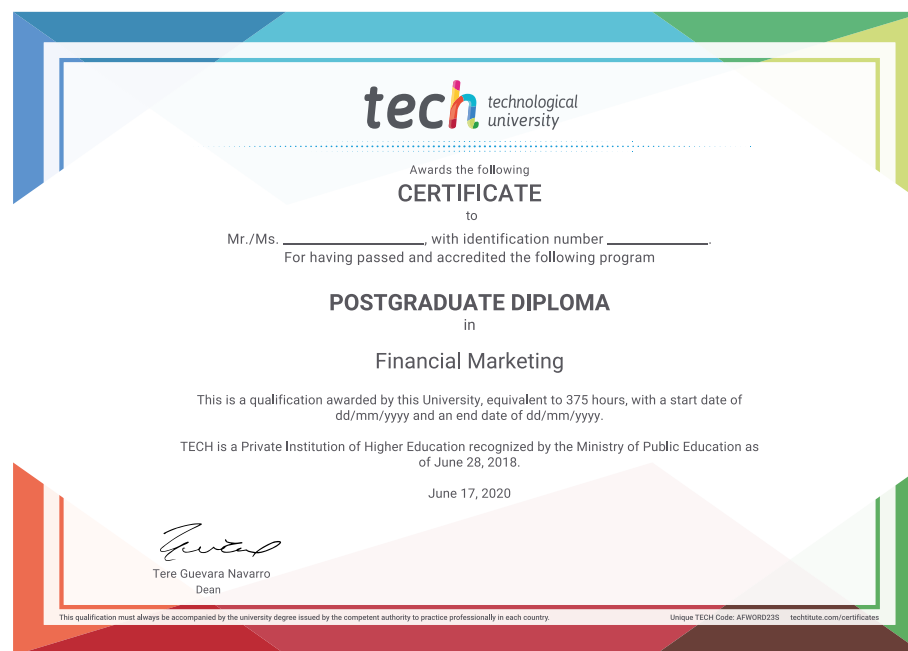 tech technological
university
Awards the following
CERTIFICATE
to
Mr./Ms. ____________________, with identification number ______________.
For having passed and accredited the following program
POSTGRADUATE DIPLOMA
in
Financial Marketing
This is a qualification awarded by this University, equivalent to 375 hours, with a start date of
dd/mm/yyyy and an end date of dd/mm/yyyy.
TECH is a Private Institution of Higher Education recognized by the Ministry of Public Education as
of June 28, 2018.
June 17, 2020
Tere Guevara Navarro
Dean
This qualification must always be accompanied by the university degree issued by the competent authority to practice professionally in each country. Unique TECH Code: AFWORD23S techtitute.com/certificates